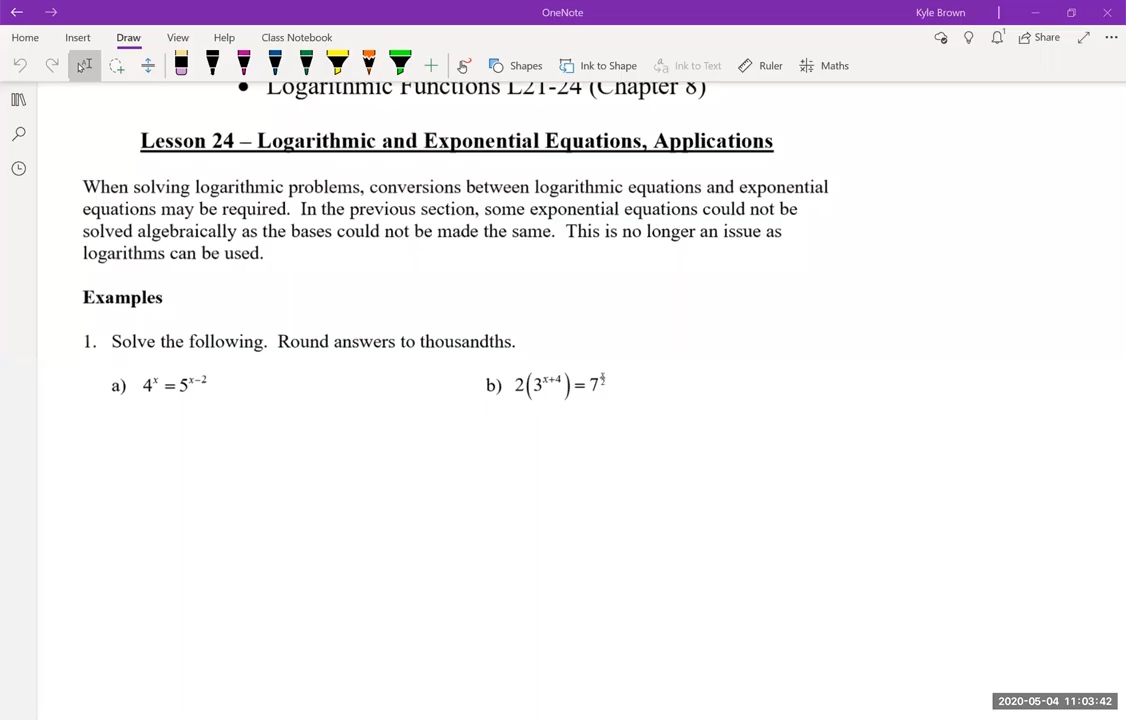 OneNote
Kyle Brown
Home Insert Draw View Help Class Notebook
1 Share
Shapes Ink to Shape Ink to Text Ruler Maths
• Logarithmic Functions L21-24 (Chapter 8)
Lesson 24 – Logarithmic and Exponential Equations, Applications
When solving logarithmic problems, conversions between logarithmic equations and exponential
equations may be required. In the previous section, some exponential equations could not be
solved algebraically as the bases could not be made the same. This is no longer an issue as
logarithms can be used.
Examples
1. Solve the following. Round answers to thousandths.
a) 4^x = 5^{x−2} b) 2(3^{x+4}) = 7^{x/2}
2020-05-04 11:03:42